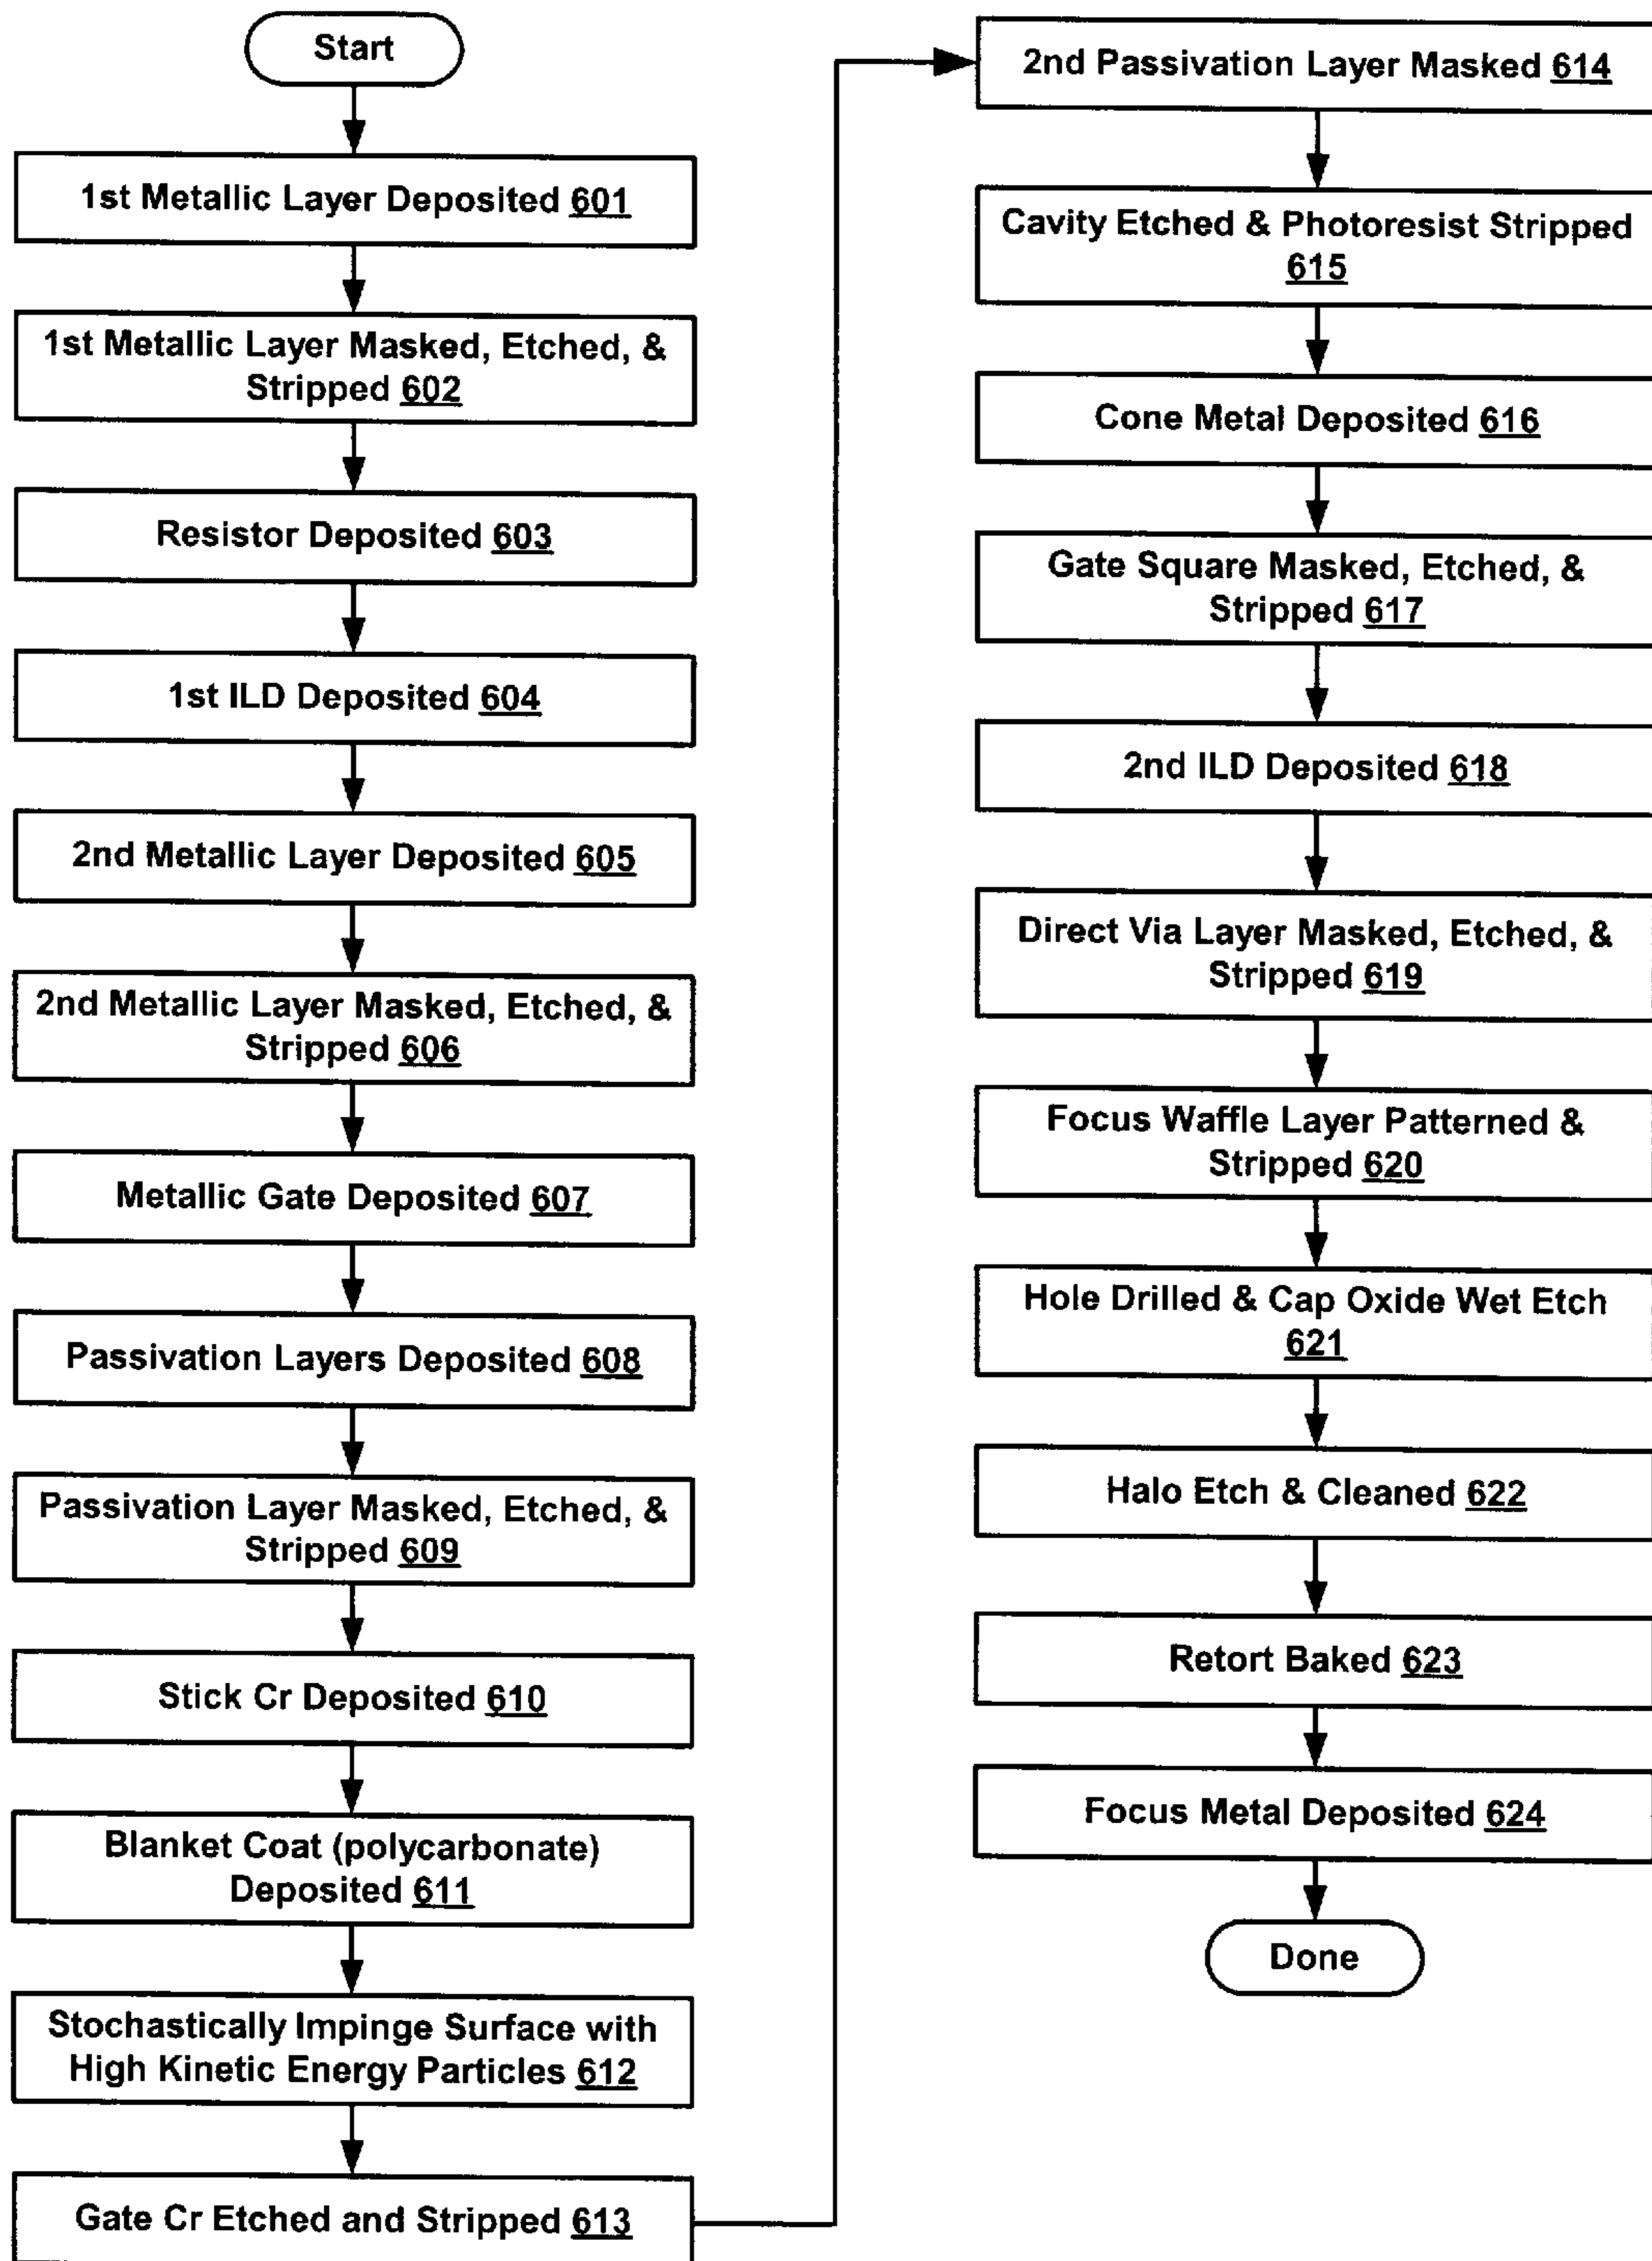 Start
1st Metallic Layer Deposited 601
1st Metallic Layer Masked, Etched, &
Stripped 602
Resistor Deposited 603
1st ILD Deposited 604
2nd Metallic Layer Deposited 605
2nd Metallic Layer Masked, Etched, &
Stripped 606
Metallic Gate Deposited 607
Passivation Layers Deposited 608
Passivation Layer Masked, Etched, &
Stripped 609
Stick Cr Deposited 610
Blanket Coat (polycarbonate)
Deposited 611
Stochastically Impinge Surface with
High Kinetic Energy Particles 612
Gate Cr Etched and Stripped 613
2nd Passivation Layer Masked 614
Cavity Etched & Photoresist Stripped
615
Cone Metal Deposited 616
Gate Square Masked, Etched, &
Stripped 617
2nd ILD Deposited 618
Direct Via Layer Masked, Etched, &
Stripped 619
Focus Waffle Layer Patterned &
Stripped 620
Hole Drilled & Cap Oxide Wet Etch
621
Halo Etch & Cleaned 622
Retort Baked 623
Focus Metal Deposited 624
Done